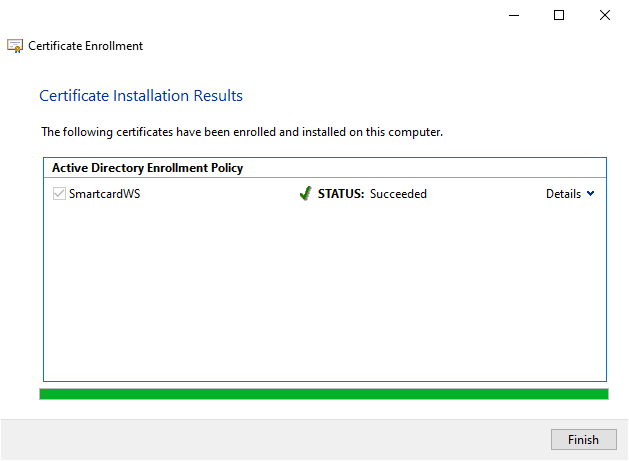 Certificate Enrollment
Certificate Installation Results
The following certificates have been enrolled and installed on this computer.
Active Directory Enrollment Policy
SmartcardWS STATUS: Succeeded Details
Finish